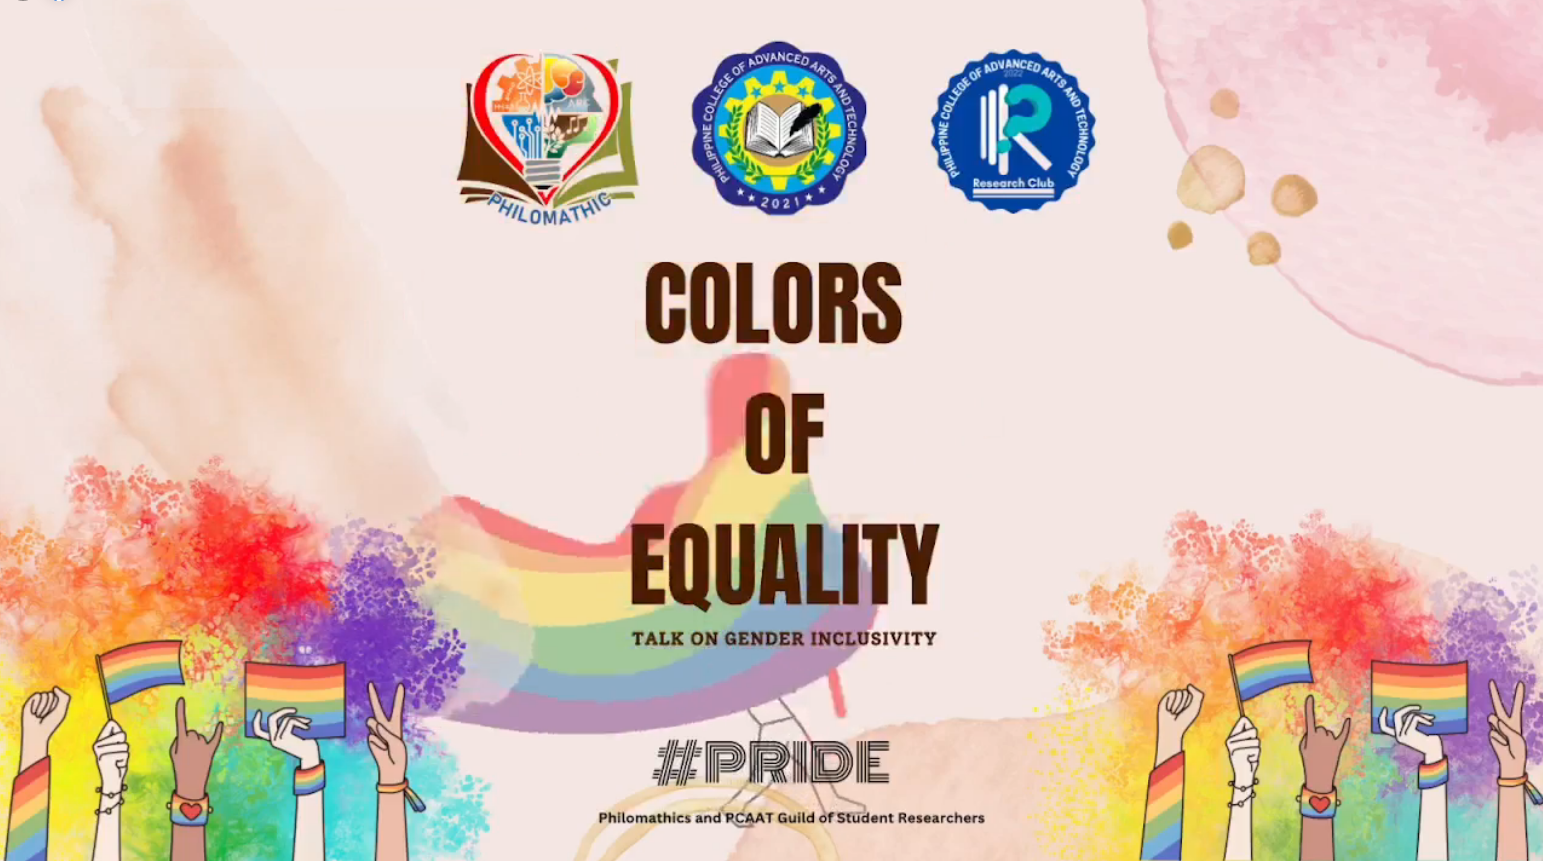 PHILOMATHIC
PHILIPPINE COLLEGE OF ADVANCED ARTS AND TECHNOLOGY
2021
PHILIPPINE COLLEGE OF ADVANCED ARTS AND TECHNOLOGY
2022
Research Club
COLORS
OF
EQUALITY
TALK ON GENDER INCLUSIVITY
#PRIDE
Philomathics and PCAAT Guild of Student Researchers